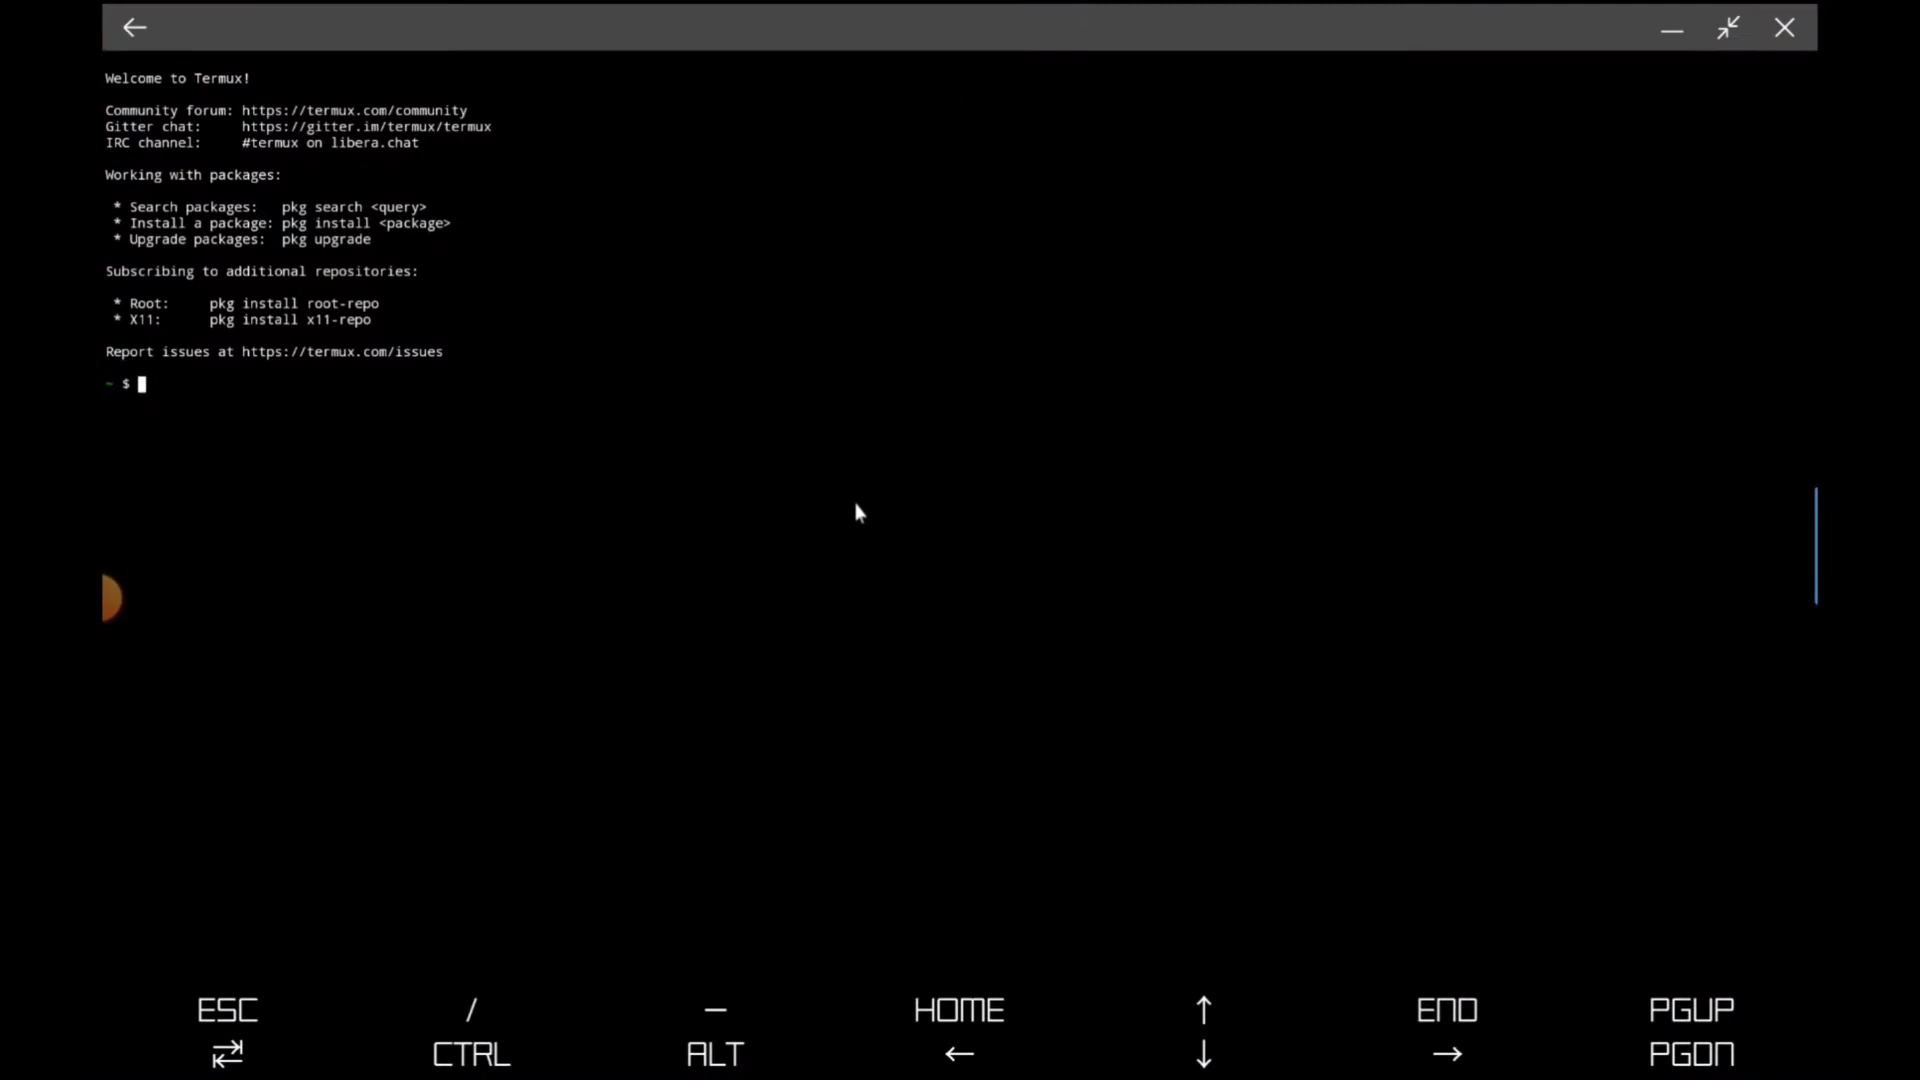 Welcome to Termux!
Community forum: https://termux.com/community
Gitter chat: https://gitter.im/termux/termux
IRC channel: #termux on libera.chat
Working with packages:
* Search packages: pkg search <query>
* Install a package: pkg install <package>
* Upgrade packages: pkg upgrade
Subscribing to additional repositories:
* Root: pkg install root-repo
* X11: pkg install x11-repo
Report issues at https://termux.com/issues
~ $
ESC / — HOME ↑ END PGUP
⇄ CTRL ALT ← ↓ → PGDN